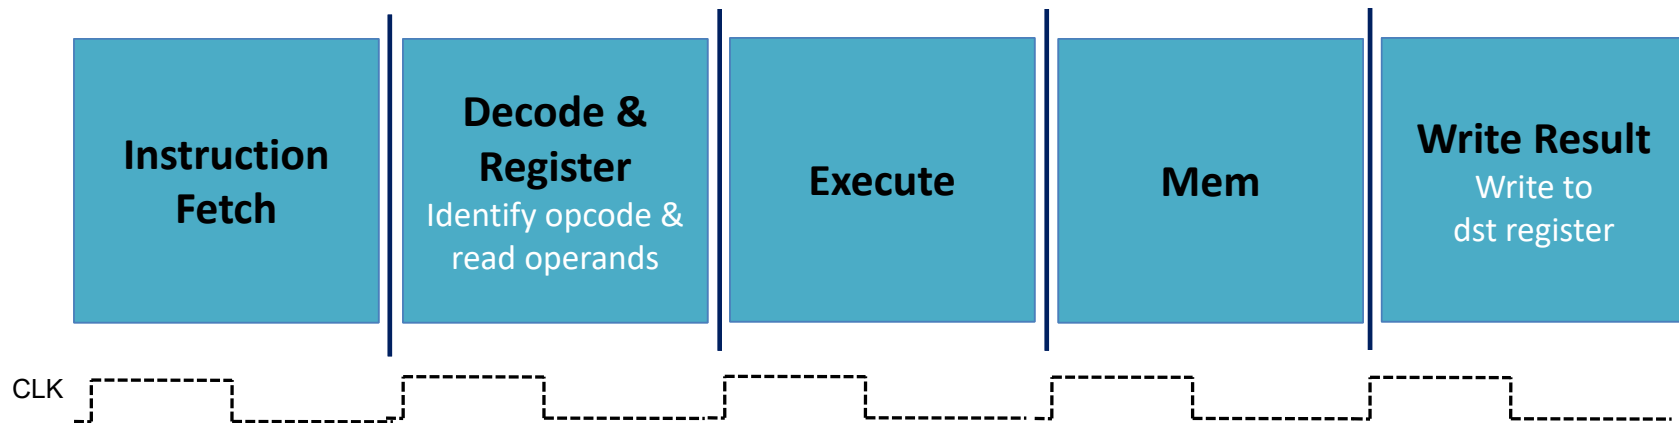 Instruction
Fetch
Decode &
Register
Identify opcode &
read operands
Execute
Mem
Write Result
Write to
dst register
CLK